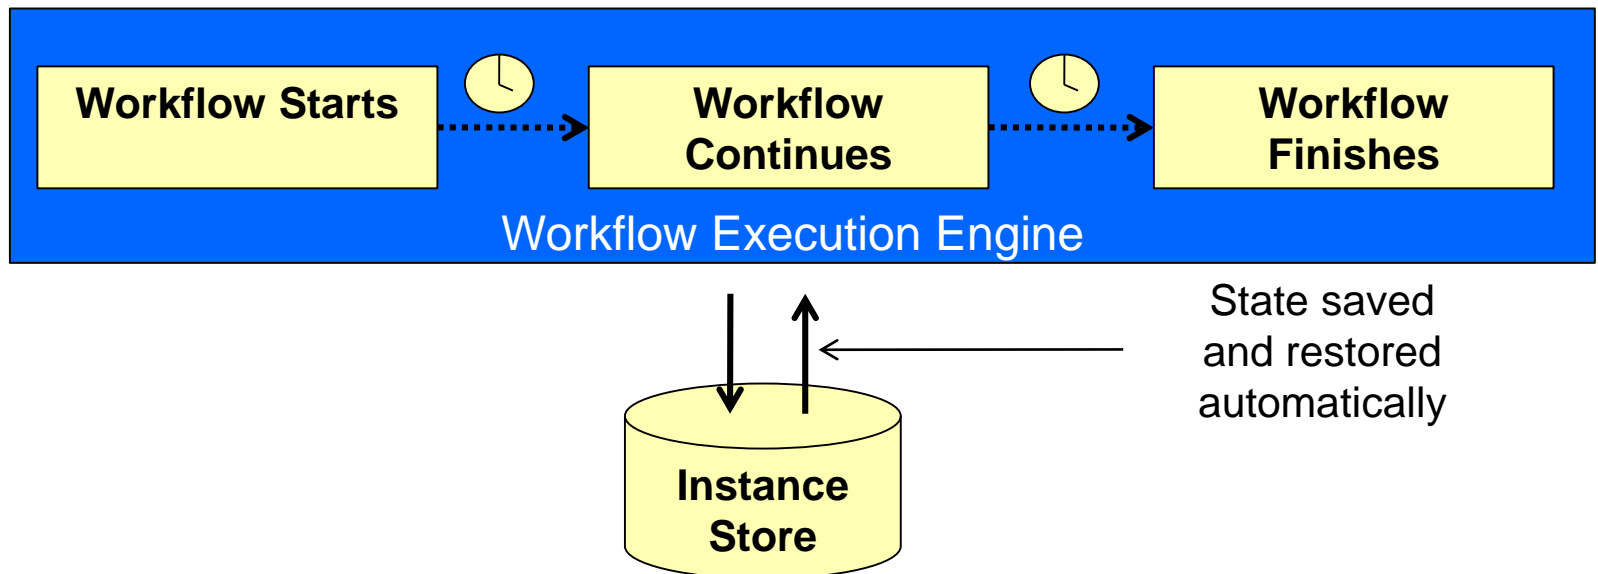 Workflow Starts
Workflow
Continues
Workflow
Finishes
Workflow Execution Engine
State saved
and restored
automatically
Instance
Store